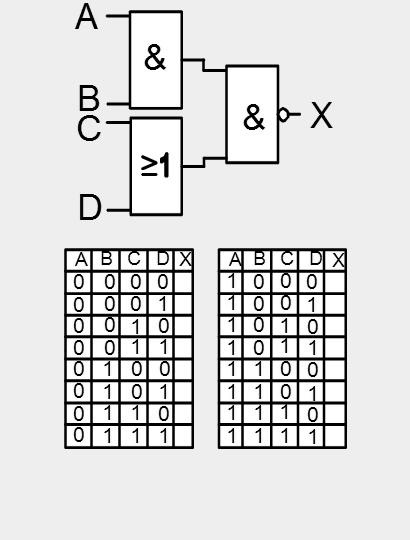 A
&
B
C
≥1
D
&
X
A B C D X
0 0 0 0
0 0 0 1
0 0 1 0
0 0 1 1
0 1 0 0
0 1 0 1
0 1 1 0
0 1 1 1
A B C D X
1 0 0 0
1 0 0 1
1 0 1 0
1 0 1 1
1 1 0 0
1 1 0 1
1 1 1 0
1 1 1 1